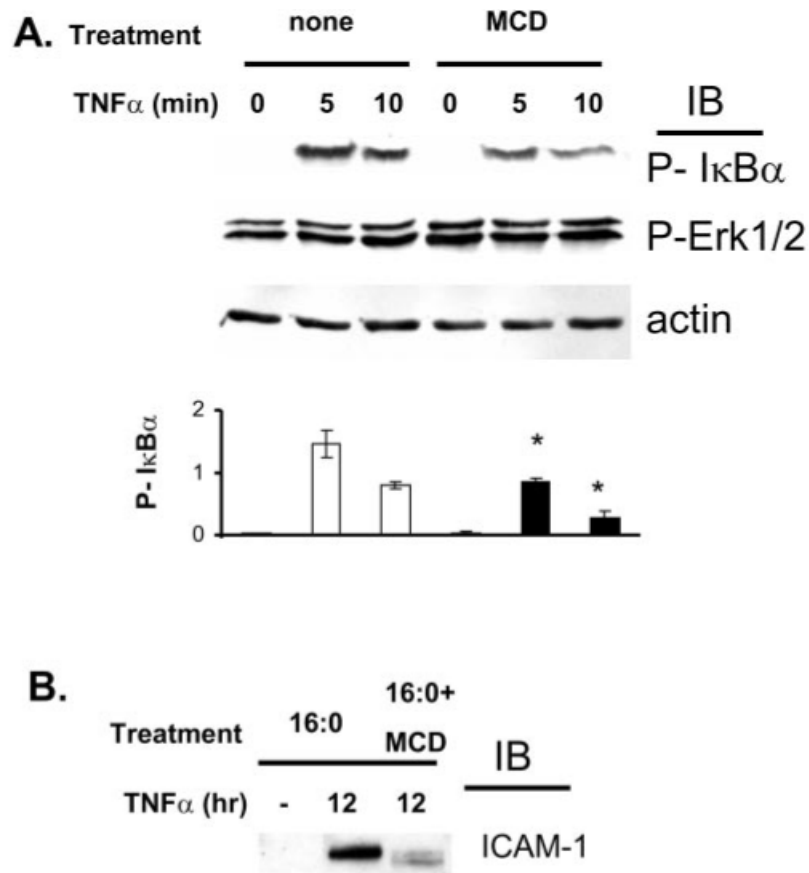 A. Treatment none MCD
TNFα (min) 0 5 10 0 5 10 IB
P- IκBα
P-Erk1/2
actin
P- IκBα
2
1
0
* *
B.
Treatment 16:0 16:0+
MCD
IB
TNFα (hr) - 12 12
ICAM-1